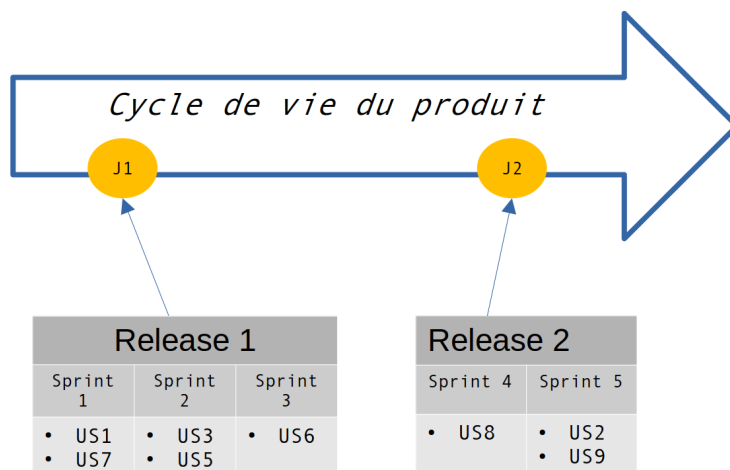 Cycle de vie du produit
J1
J2
Release 1
Release 2
Sprint 1
Sprint 2
Sprint 3
Sprint 4
Sprint 5
• US1
• US7
• US3
• US5
• US6
• US8
• US2
• US9